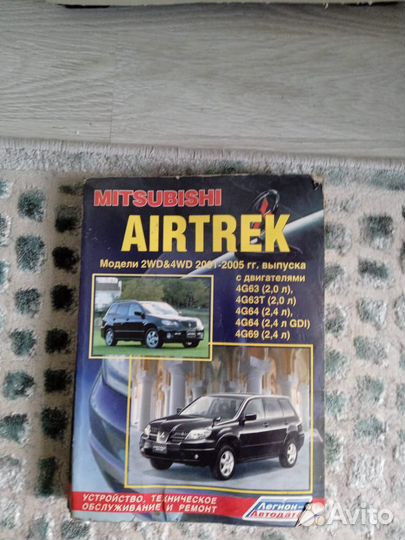 MITSUBISHI
AIRTREK
Модели 2WD&4WD 2001-2005 гг. выпуска
с двигателями
4G63 (2,0 л),
4G63T (2,0 л)
4G64 (2,4 л),
4G64 (2,4 л GDI)
4G69 (2,4 л)
УСТРОЙСТВО, ТЕХНИЧЕСКОЕ
ОБСЛУЖИВАНИЕ И РЕМОНТ
Легион-
Автодата
Avito